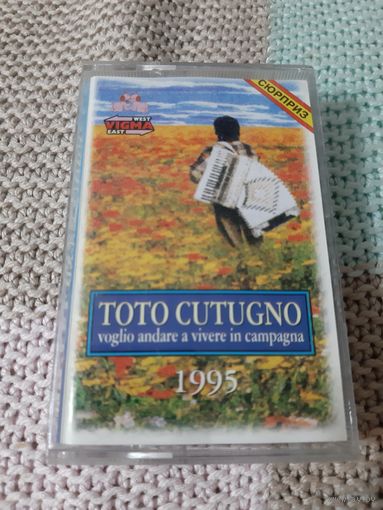 WEST
VIGMA
EAST
СЮРПРИЗ
TOTO CUTUGNO
voglio andare a vivere in campagna
1995